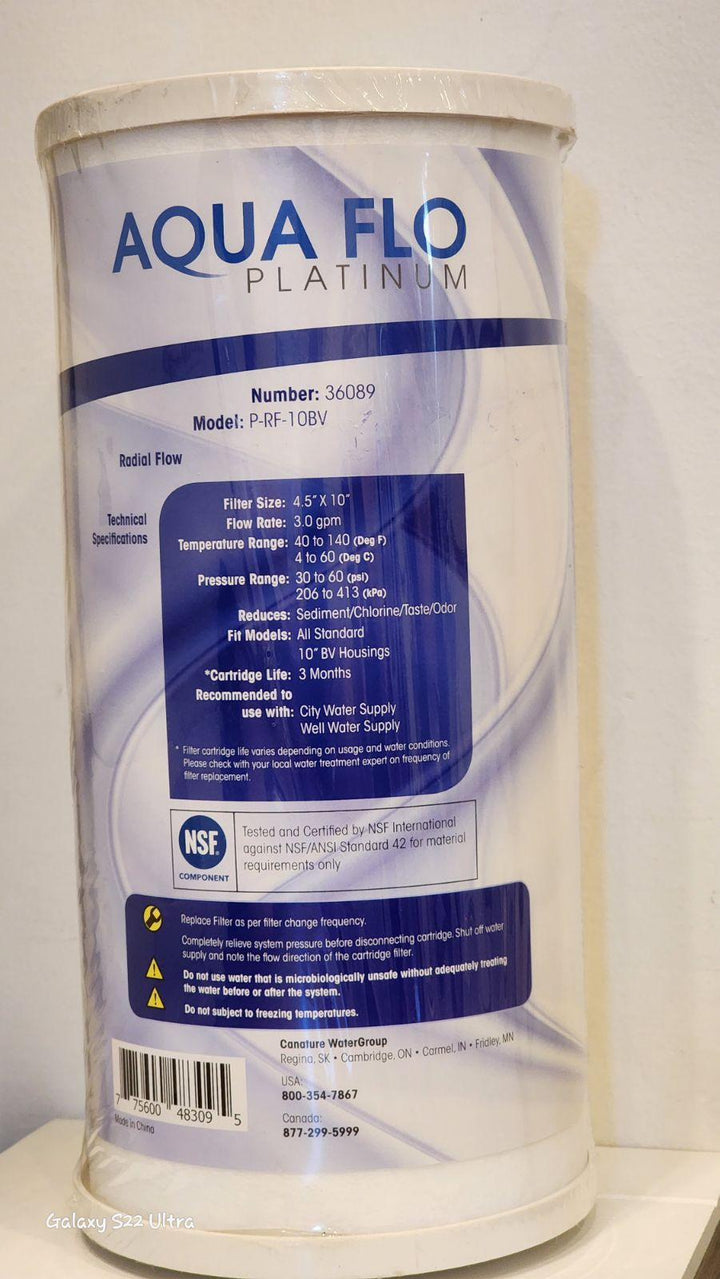 AQUA FLO
PLATINUM
Number: 36089
Model: P-RF-10BV
Radial Flow
Technical
Specifications
Filter Size: 4.5" X 10"
Flow Rate: 3.0 gpm
Temperature Range: 40 to 140 (Deg F)
4 to 60 (Deg C)
Pressure Range: 30 to 60 (psi)
206 to 413 (kPa)
Reduces: Sediment/Chlorine/Taste/Odor
Fit Models: All Standard
10" BV Housings
*Cartridge Life: 3 Months
Recommended to
use with: City Water Supply
Well Water Supply
* Filter cartridge life varies depending on usage and water conditions.
Please check with your local water treatment expert on frequency of
filter replacement.
NSF®
COMPONENT
Tested and Certified by NSF International
against NSF/ANSI Standard 42 for material
requirements only
Replace Filter as per filter change frequency.
Completely relieve system pressure before disconnecting cartridge. Shut off water
supply and note the flow direction of the cartridge filter.
Do not use water that is microbiologically unsafe without adequately treating
the water before or after the system.
Do not subject to freezing temperatures.
Canature WaterGroup
Regina, SK • Cambridge, ON • Carmel, IN • Fridley, MN
USA:
800-354-7867
Canada:
877-299-5999
7 75600 48309 5
Made in China
Galaxy S22 Ultra